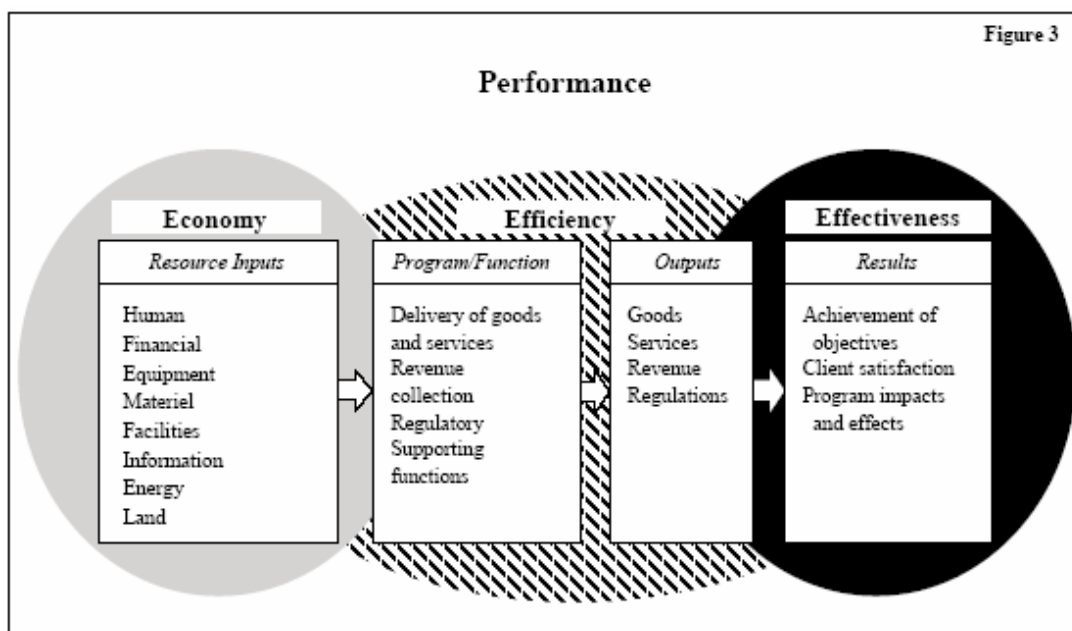 Figure 3
Performance
Economy
Resource Inputs
Human
Financial
Equipment
Materiel
Facilities
Information
Energy
Land
Efficiency
Program/Function
Delivery of goods
and services
Revenue
collection
Regulatory
Supporting
functions
Outputs
Goods
Services
Revenue
Regulations
Effectiveness
Results
Achievement of
objectives
Client satisfaction
Program impacts
and effects